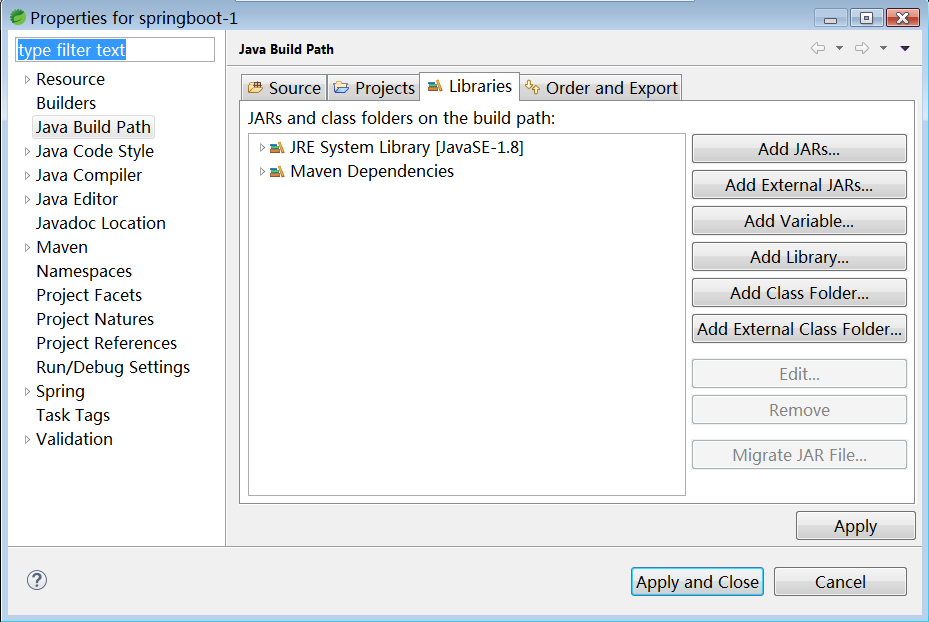 Properties for springboot-1
type filter text
Resource
Builders
Java Build Path
Java Code Style
Java Compiler
Java Editor
Javadoc Location
Maven
Namespaces
Project Facets
Project Natures
Project References
Run/Debug Settings
Spring
Task Tags
Validation
Java Build Path
Source Projects Libraries Order and Export
JARs and class folders on the build path:
JRE System Library [JavaSE-1.8]
Maven Dependencies
Add JARs...
Add External JARs...
Add Variable...
Add Library...
Add Class Folder...
Add External Class Folder...
Edit...
Remove
Migrate JAR File...
Apply
?
Apply and Close Cancel